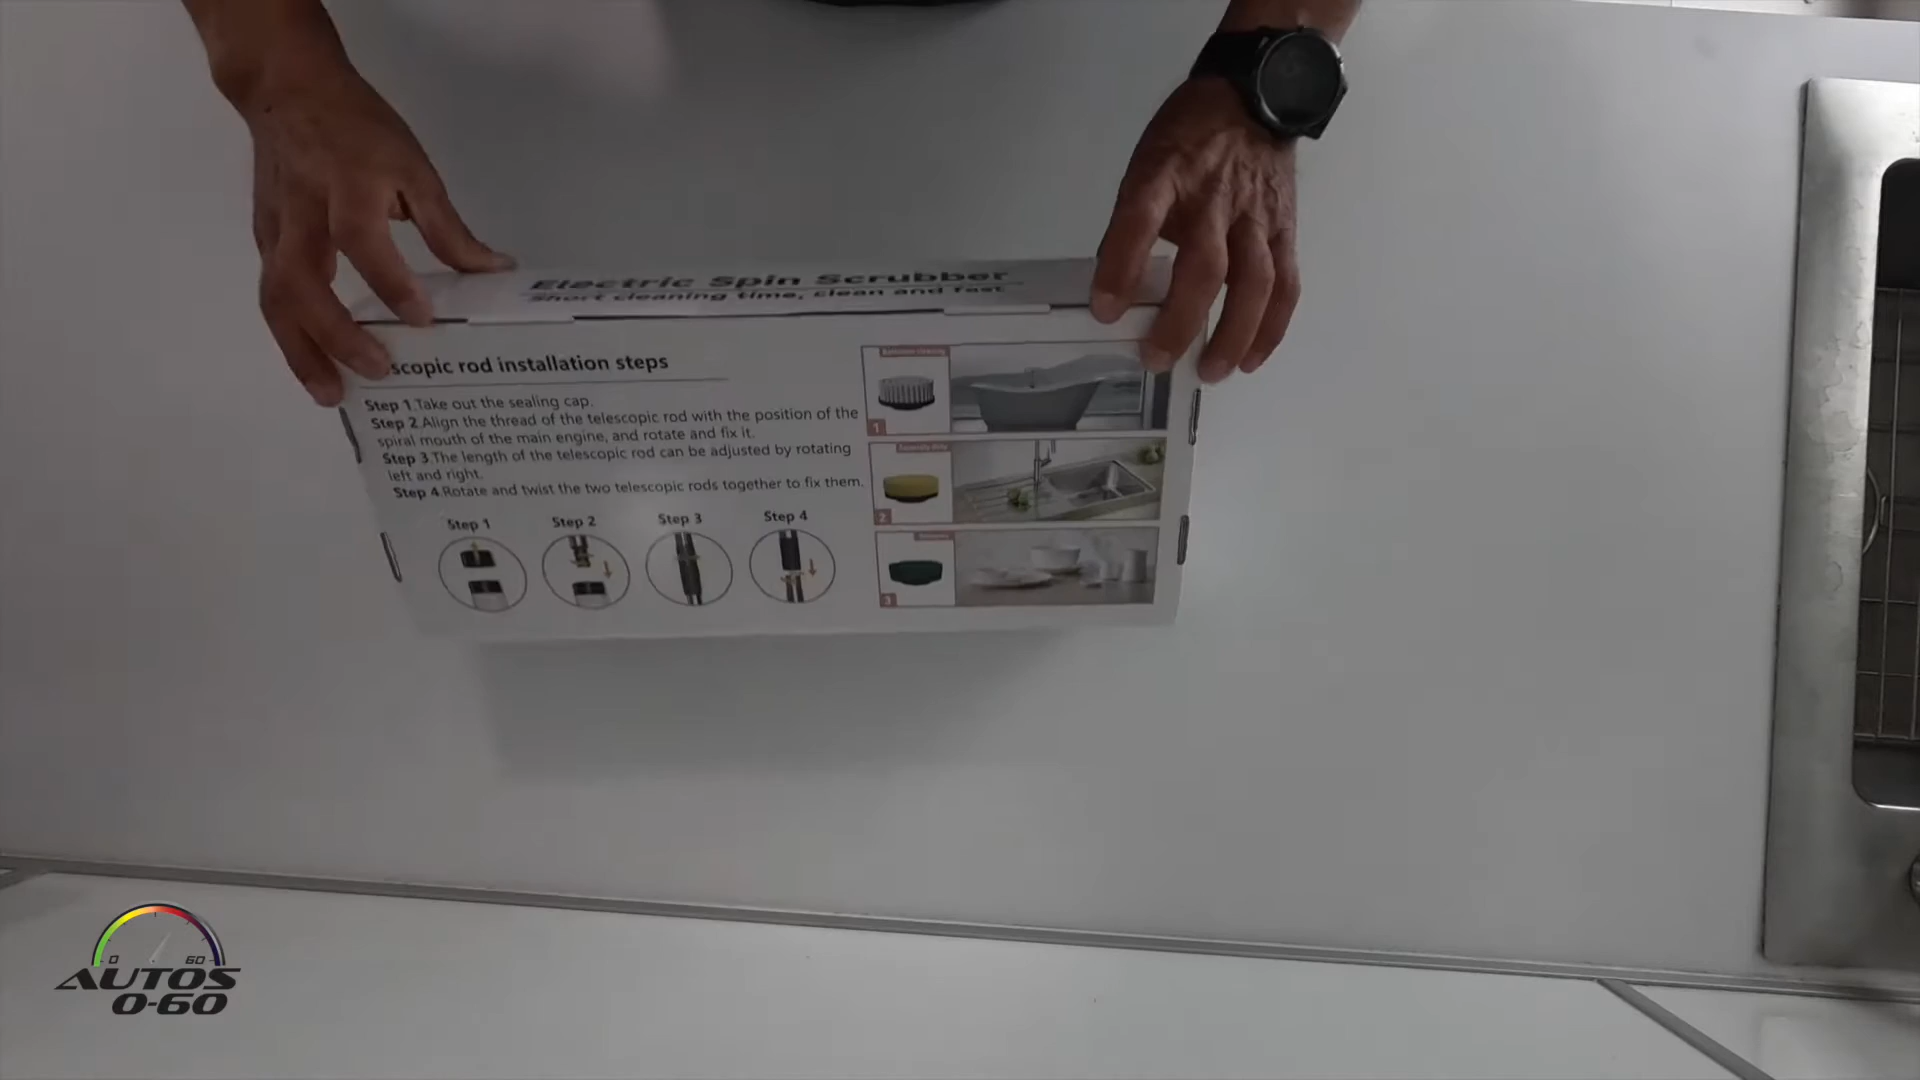 Electric Spin Scrubber
Short cleaning time, clean and fast
scopic rod installation steps
Step 1.Take out the sealing cap.
Step 2.Align the thread of the telescopic rod with the position of the
spiral mouth of the main engine, and rotate and fix it.
Step 3.The length of the telescopic rod can be adjusted by rotating
left and right.
Step 4.Rotate and twist the two telescopic rods together to fix them.
Step 1 Step 2 Step 3 Step 4
1
2
3
0 60
AUTOS
0-60